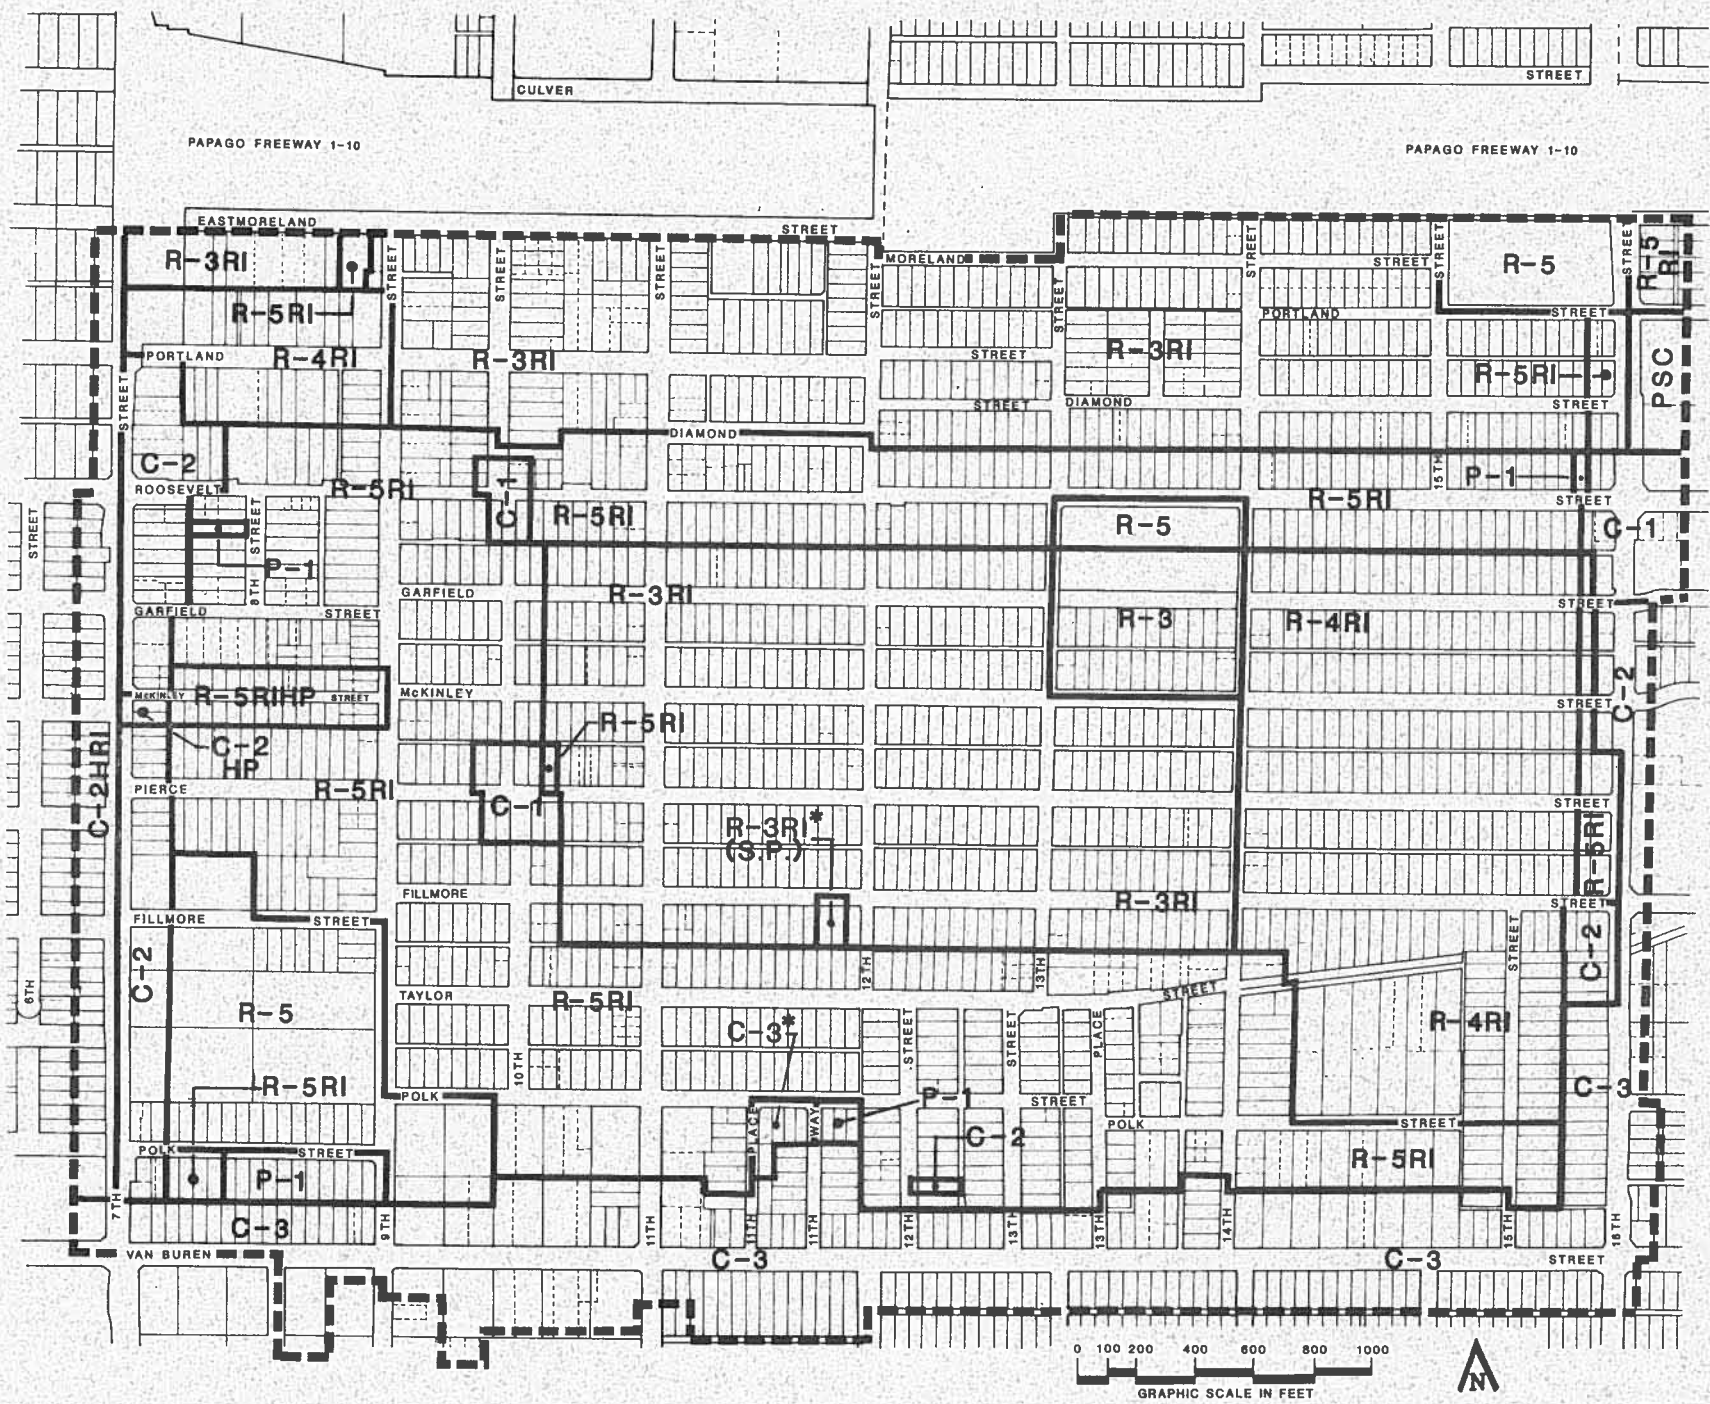 CULVER
STREET
PAPAGO FREEWAY 1-10
PAPAGO FREEWAY 1-10
EASTMORELAND
STREET
MORELAND
STREET
R-3RI
R-5RI
R-5
R-5
RI
STREET
STREET
STREET
STREET
STREET
STREET
STREET
STREET
PORTLAND
STREET
PORTLAND
R-4RI
R-3RI
STREET
R-3RI
R-5RI
PSC
STREET
STREET
DIAMOND
STREET
DIAMOND
C-2
ROOSEVELT
R-5RI
C-1
R-5RI
R-5
R-5RI
15TH
P-1
STREET
C-1
STREET
8TH
STREET
P-1
GARFIELD
STREET
GARFIELD
R-3RI
R-3
R-4RI
STREET
McKINLEY
R-5RIHP
STREET
McKINLEY
STREET
C-2
C-2
HP
R-5RI
C-2HRI
PIERCE
R-5RI
C-1
STREET
R-3RI*
(S.P.)
R-5RI
FILLMORE
R-3RI
STREET
FILLMORE
STREET
C-2
12TH
13TH
STREET
C-2
6TH
R-5
TAYLOR
R-5RI
STREET
R-4RI
C-3*
STREET
STREET
PLACE
10TH
R-5RI
C-3
POLK
P-1
STREET
PLACE
WAY
C-2
POLK
STREET
POLK
STREET
P-1
R-5RI
7TH
C-3
9TH
11TH
11TH
11TH
12TH
13TH
13TH
14TH
15TH
16TH
VAN BUREN
C-3
C-3
STREET
0 100 200 400 600 800 1000
GRAPHIC SCALE IN FEET
N